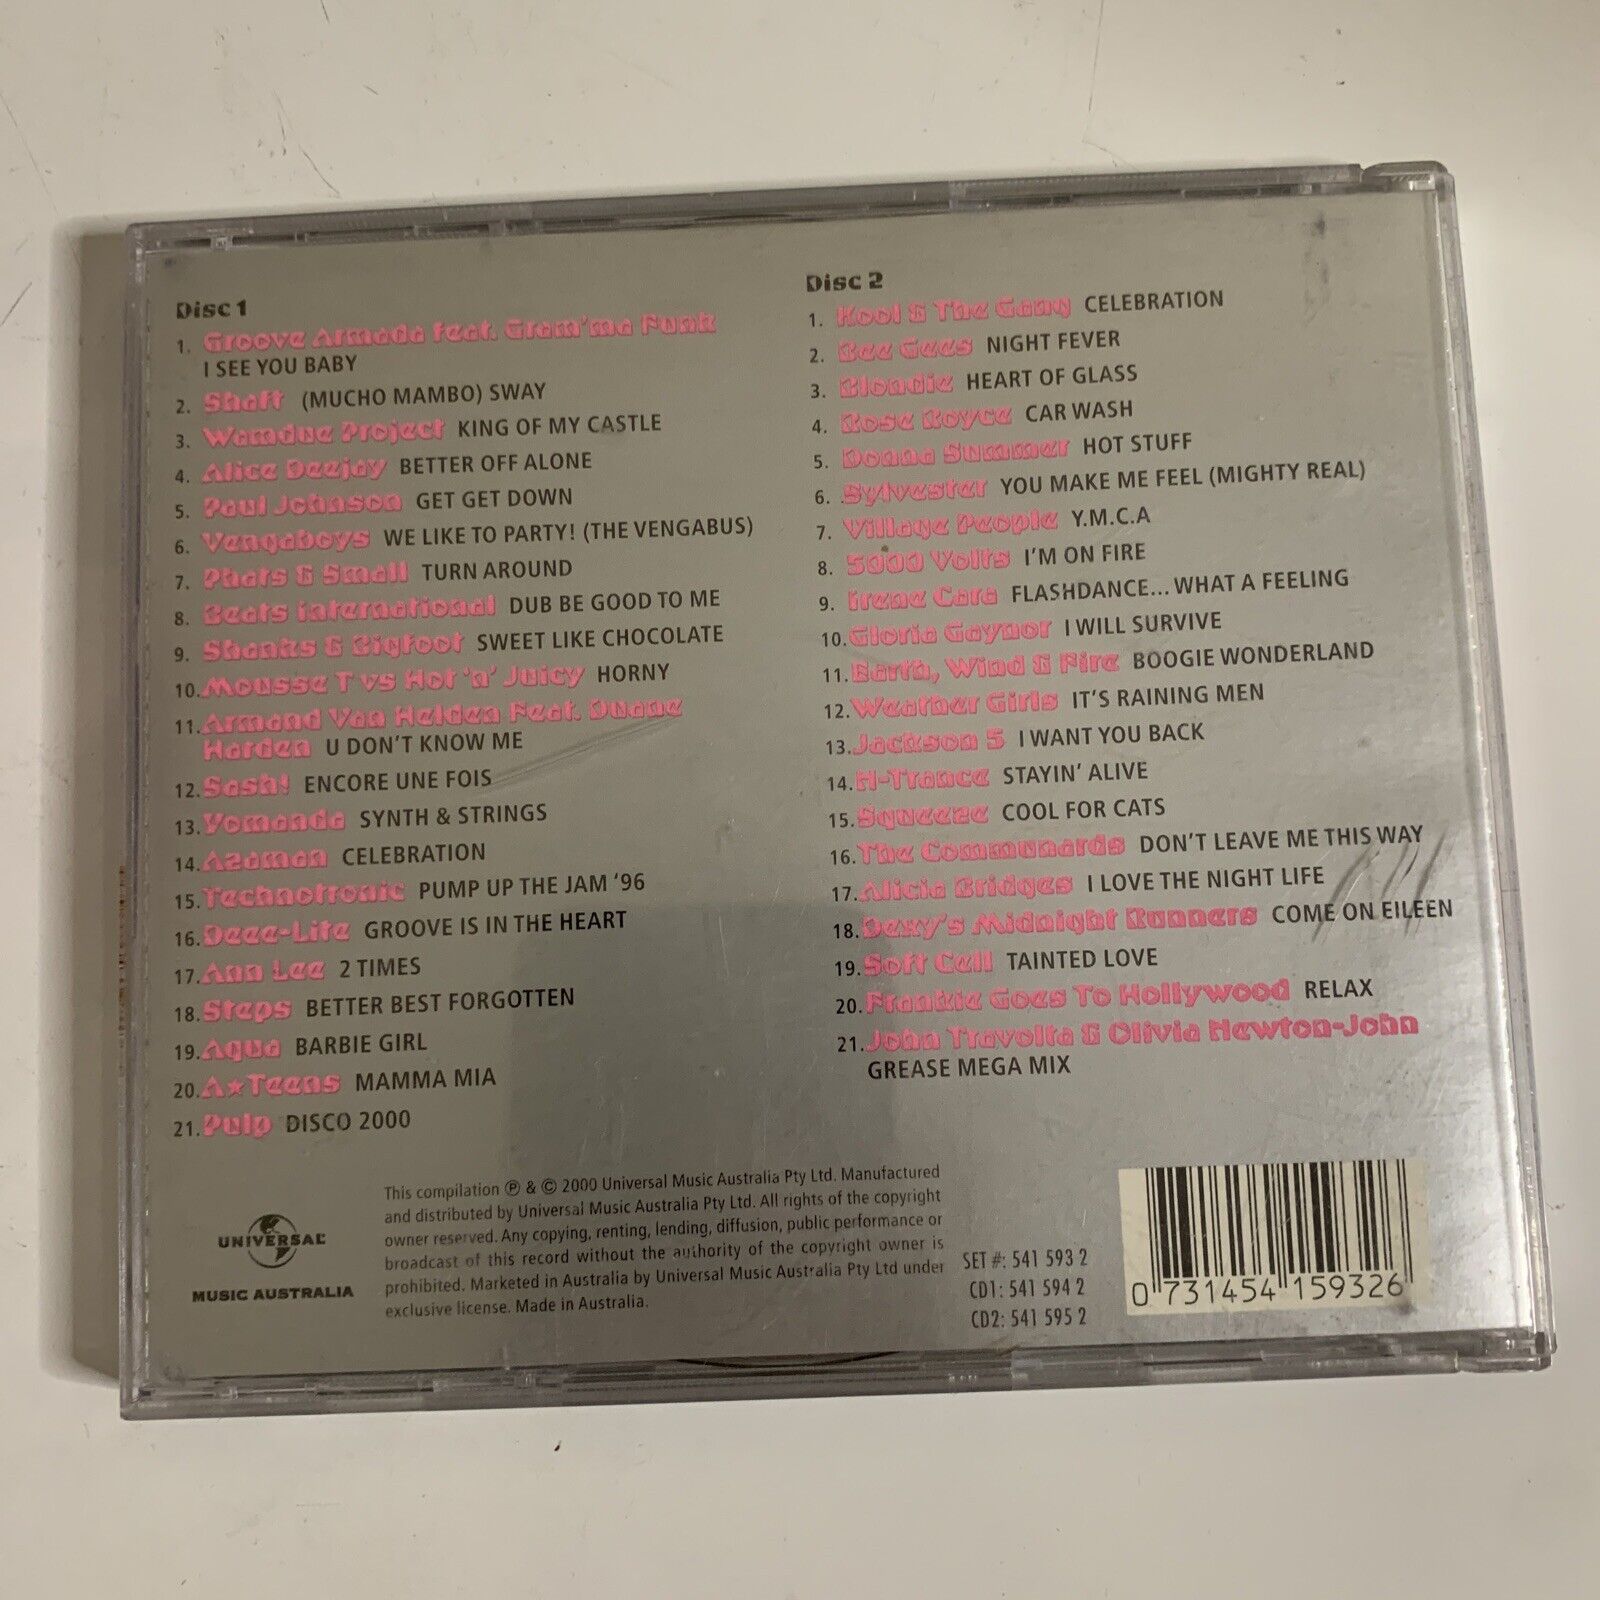 Disc 1
1. Groove Armada feat. Gram'ma Funk
I SEE YOU BABY
2. Shaft (MUCHO MAMBO) SWAY
3. Wamdue Project KING OF MY CASTLE
4. Alice Deejay BETTER OFF ALONE
5. Paul Johnson GET GET DOWN
6. Vengaboys WE LIKE TO PARTY! (THE VENGABUS)
7. Phats & Small TURN AROUND
8. Beats international DUB BE GOOD TO ME
9. Shanks & Bigfoot SWEET LIKE CHOCOLATE
10. Mousse T vs Hot 'n' Juicy HORNY
11. Armand Van Helden Feat. Duane
Harden U DON'T KNOW ME
12. Sash! ENCORE UNE FOIS
13. Yomanda SYNTH & STRINGS
14. Azaman CELEBRATION
15. Technotronic PUMP UP THE JAM '96
16. Deee-Lite GROOVE IS IN THE HEART
17. Ann Lee 2 TIMES
18. Steps BETTER BEST FORGOTTEN
19. Aqua BARBIE GIRL
20. A★Teens MAMMA MIA
21. Pulp DISCO 2000
Disc 2
1. Kool & The Gang CELEBRATION
2. Bee Gees NIGHT FEVER
3. Blondie HEART OF GLASS
4. Rose Royce CAR WASH
5. Donna Summer HOT STUFF
6. Sylvester YOU MAKE ME FEEL (MIGHTY REAL)
7. Village People Y.M.C.A
8. 5000 Volts I'M ON FIRE
9. Irene Cara FLASHDANCE... WHAT A FEELING
10. Gloria Gaynor I WILL SURVIVE
11. Earth, Wind & Fire BOOGIE WONDERLAND
12. Weather Girls IT'S RAINING MEN
13. Jackson 5 I WANT YOU BACK
14. N-Trance STAYIN' ALIVE
15. Squeeze COOL FOR CATS
16. The Communards DON'T LEAVE ME THIS WAY
17. Alicia Bridges I LOVE THE NIGHT LIFE
18. Dexy's Midnight Runners COME ON EILEEN
19. Soft Cell TAINTED LOVE
20. Frankie Goes To Hollywood RELAX
21. John Travolta & Olivia Newton-John
GREASE MEGA MIX
UNIVERSAL
MUSIC AUSTRALIA
This compilation ℗ & © 2000 Universal Music Australia Pty Ltd. Manufactured
and distributed by Universal Music Australia Pty Ltd. All rights of the copyright
owner reserved. Any copying, renting, lending, diffusion, public performance or
broadcast of this record without the authority of the copyright owner is
prohibited. Marketed in Australia by Universal Music Australia Pty Ltd under
exclusive license. Made in Australia.
SET #: 541 593 2
CD1: 541 594 2
CD2: 541 595 2
0 731454 159326